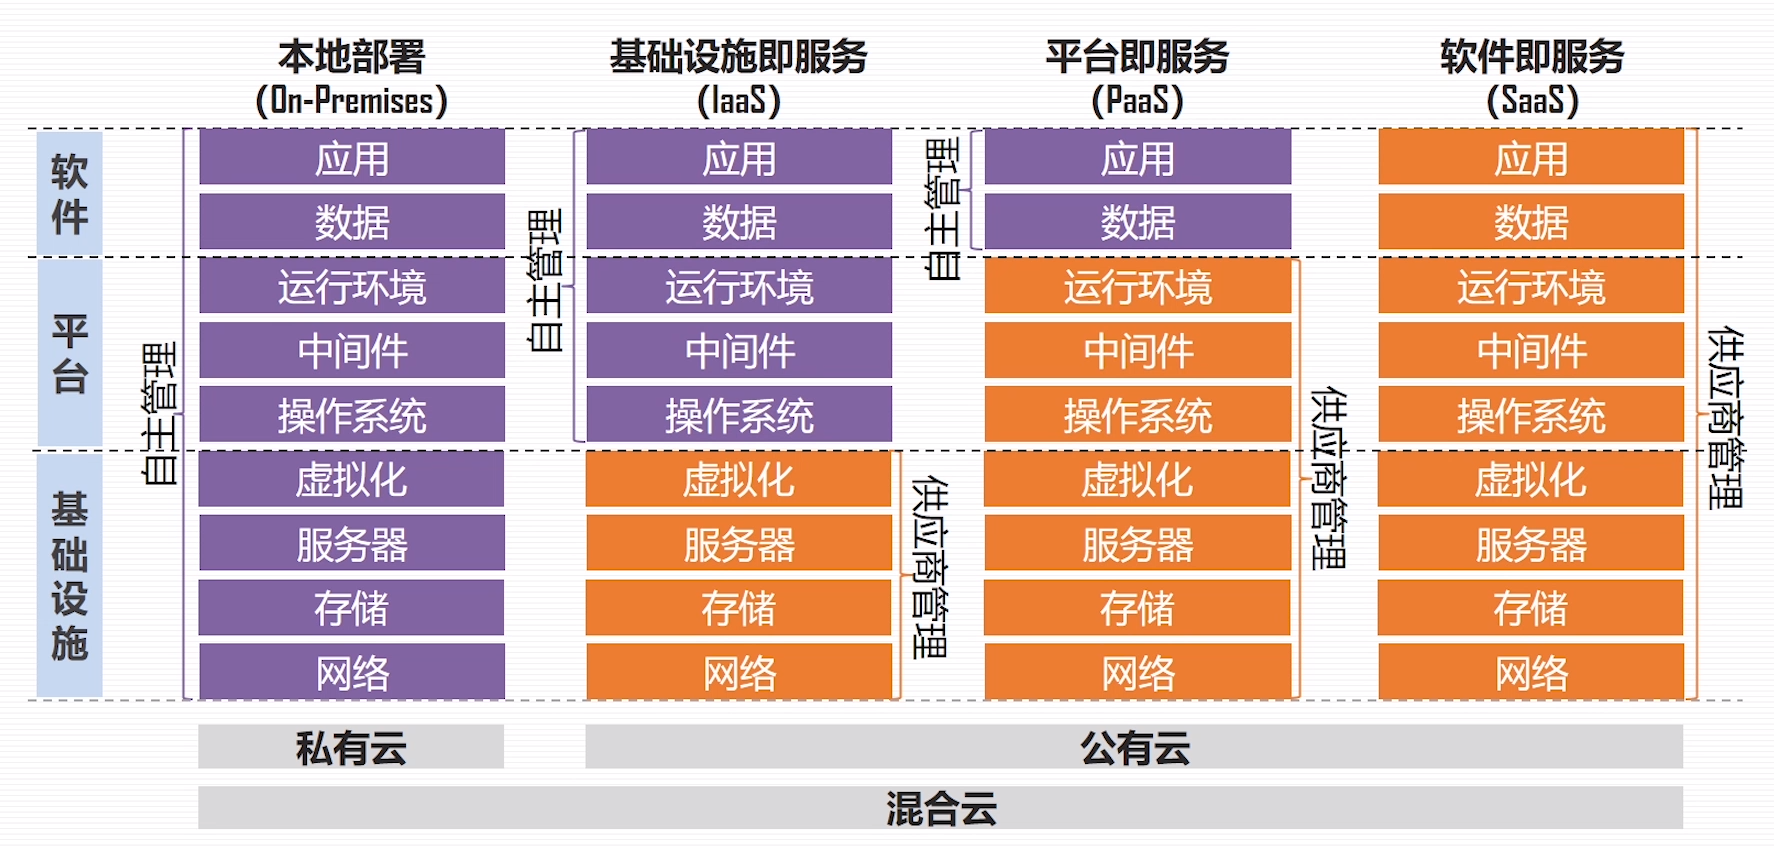 本地部署
(On-Premises)
基础设施即服务
(IaaS)
平台即服务
(PaaS)
软件即服务
(SaaS)
软件
平台
基础设施
自主管理
应用
数据
运行环境
中间件
操作系统
虚拟化
服务器
存储
网络
自主管理
应用
数据
运行环境
中间件
操作系统
虚拟化
服务器
存储
网络
供应商管理
自主管理
应用
数据
运行环境
中间件
操作系统
虚拟化
服务器
存储
网络
供应商管理
应用
数据
运行环境
中间件
操作系统
虚拟化
服务器
存储
网络
供应商管理
私有云
公有云
混合云